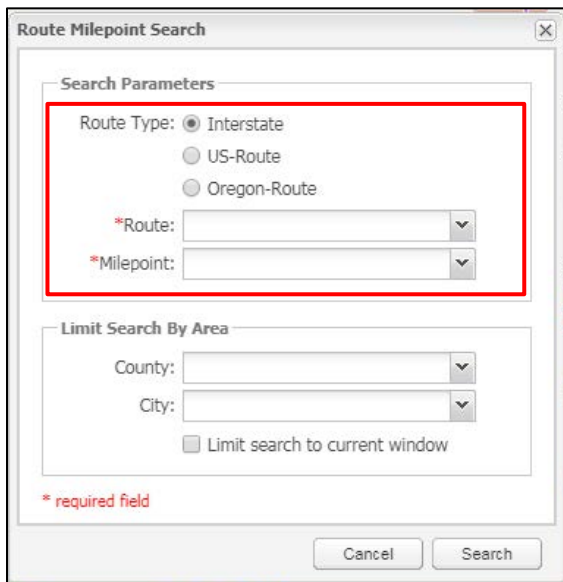 Route Milepoint Search
Search Parameters
Route Type: Interstate
US-Route
Oregon-Route
*Route:
*Milepoint:
Limit Search By Area
County:
City:
Limit search to current window
* required field
Cancel Search